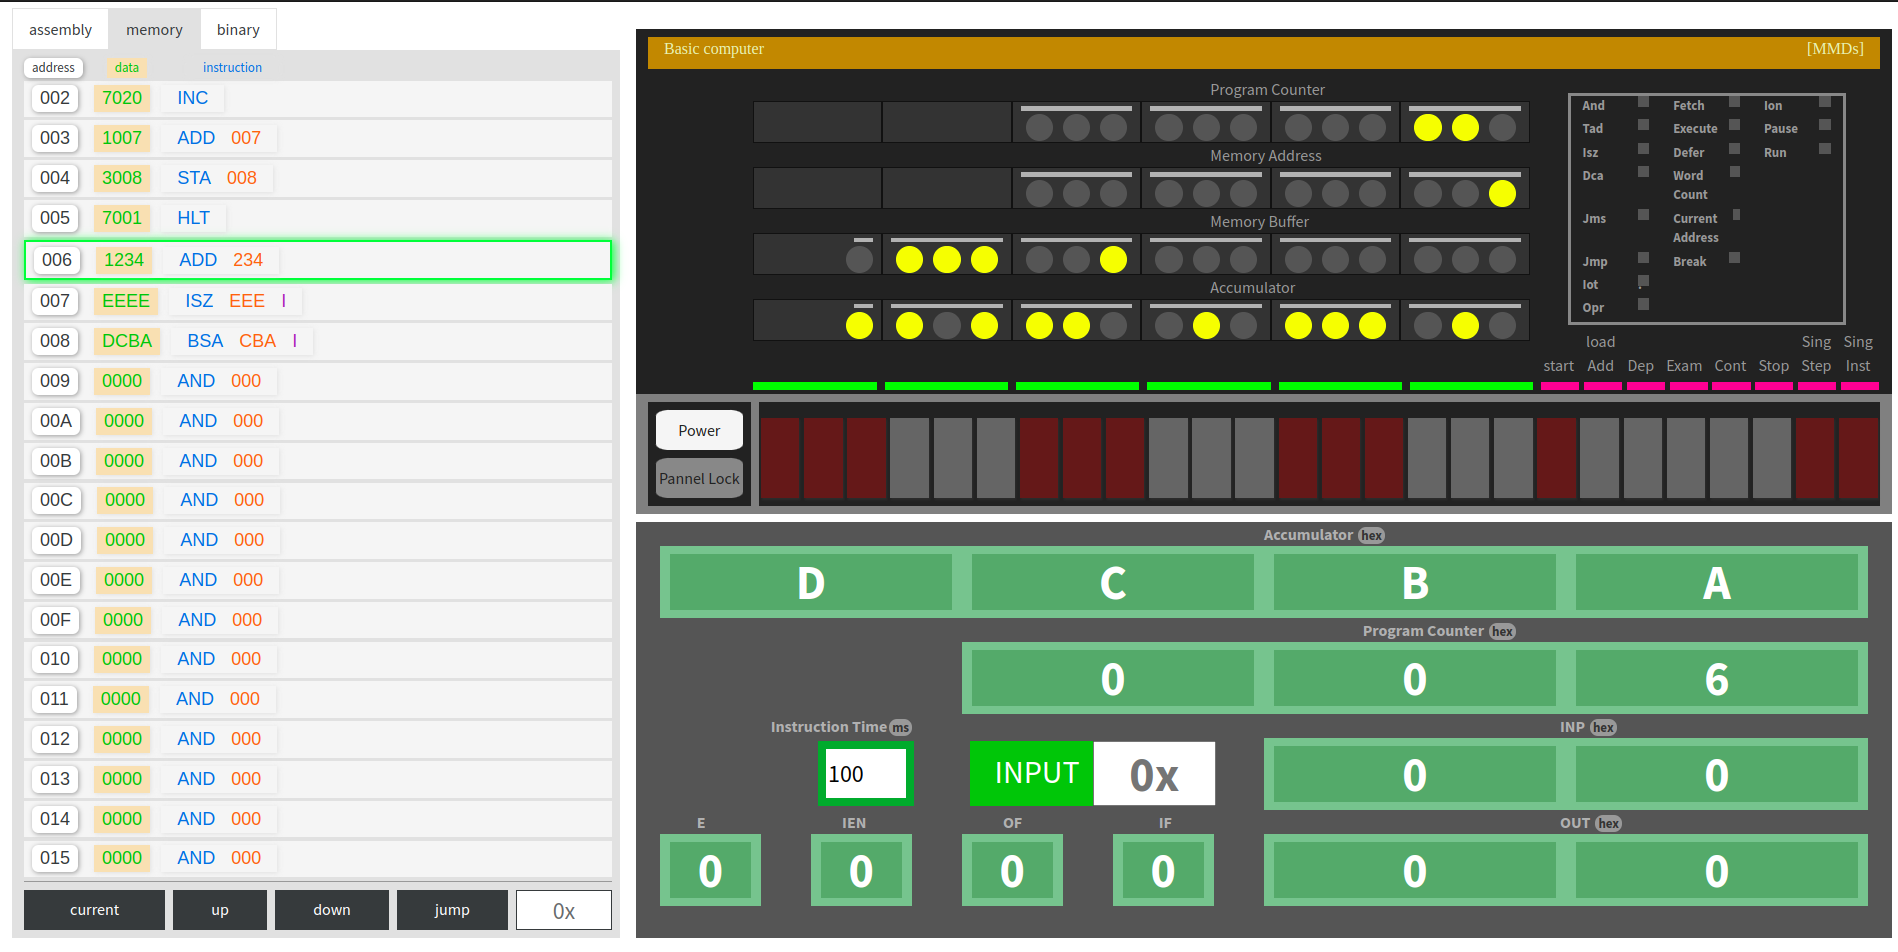 assembly memory binary
address data instruction
002 7020 INC
003 1007 ADD 007
004 3008 STA 008
005 7001 HLT
006 1234 ADD 234
007 EEEE ISZ EEE I
008 DCBA BSA CBA I
009 0000 AND 000
00A 0000 AND 000
00B 0000 AND 000
00C 0000 AND 000
00D 0000 AND 000
00E 0000 AND 000
00F 0000 AND 000
010 0000 AND 000
011 0000 AND 000
012 0000 AND 000
013 0000 AND 000
014 0000 AND 000
015 0000 AND 000
current up down jump 0x
Basic computer [MMDs]
Program Counter
Memory Address
Memory Buffer
Accumulator
And Fetch Ion
Tad Execute Pause
Isz Defer Run
Dca Word
Count
Jms Current
Address
Jmp Break
Iot
Opr
load Sing Sing
start Add Dep Exam Cont Stop Step Inst
Power
Pannel Lock
Accumulator hex
D C B A
Program Counter hex
0 0 6
Instruction Time ms INP hex
100 INPUT 0x 0 0
E IEN OF IF OUT hex
0 0 0 0 0 0